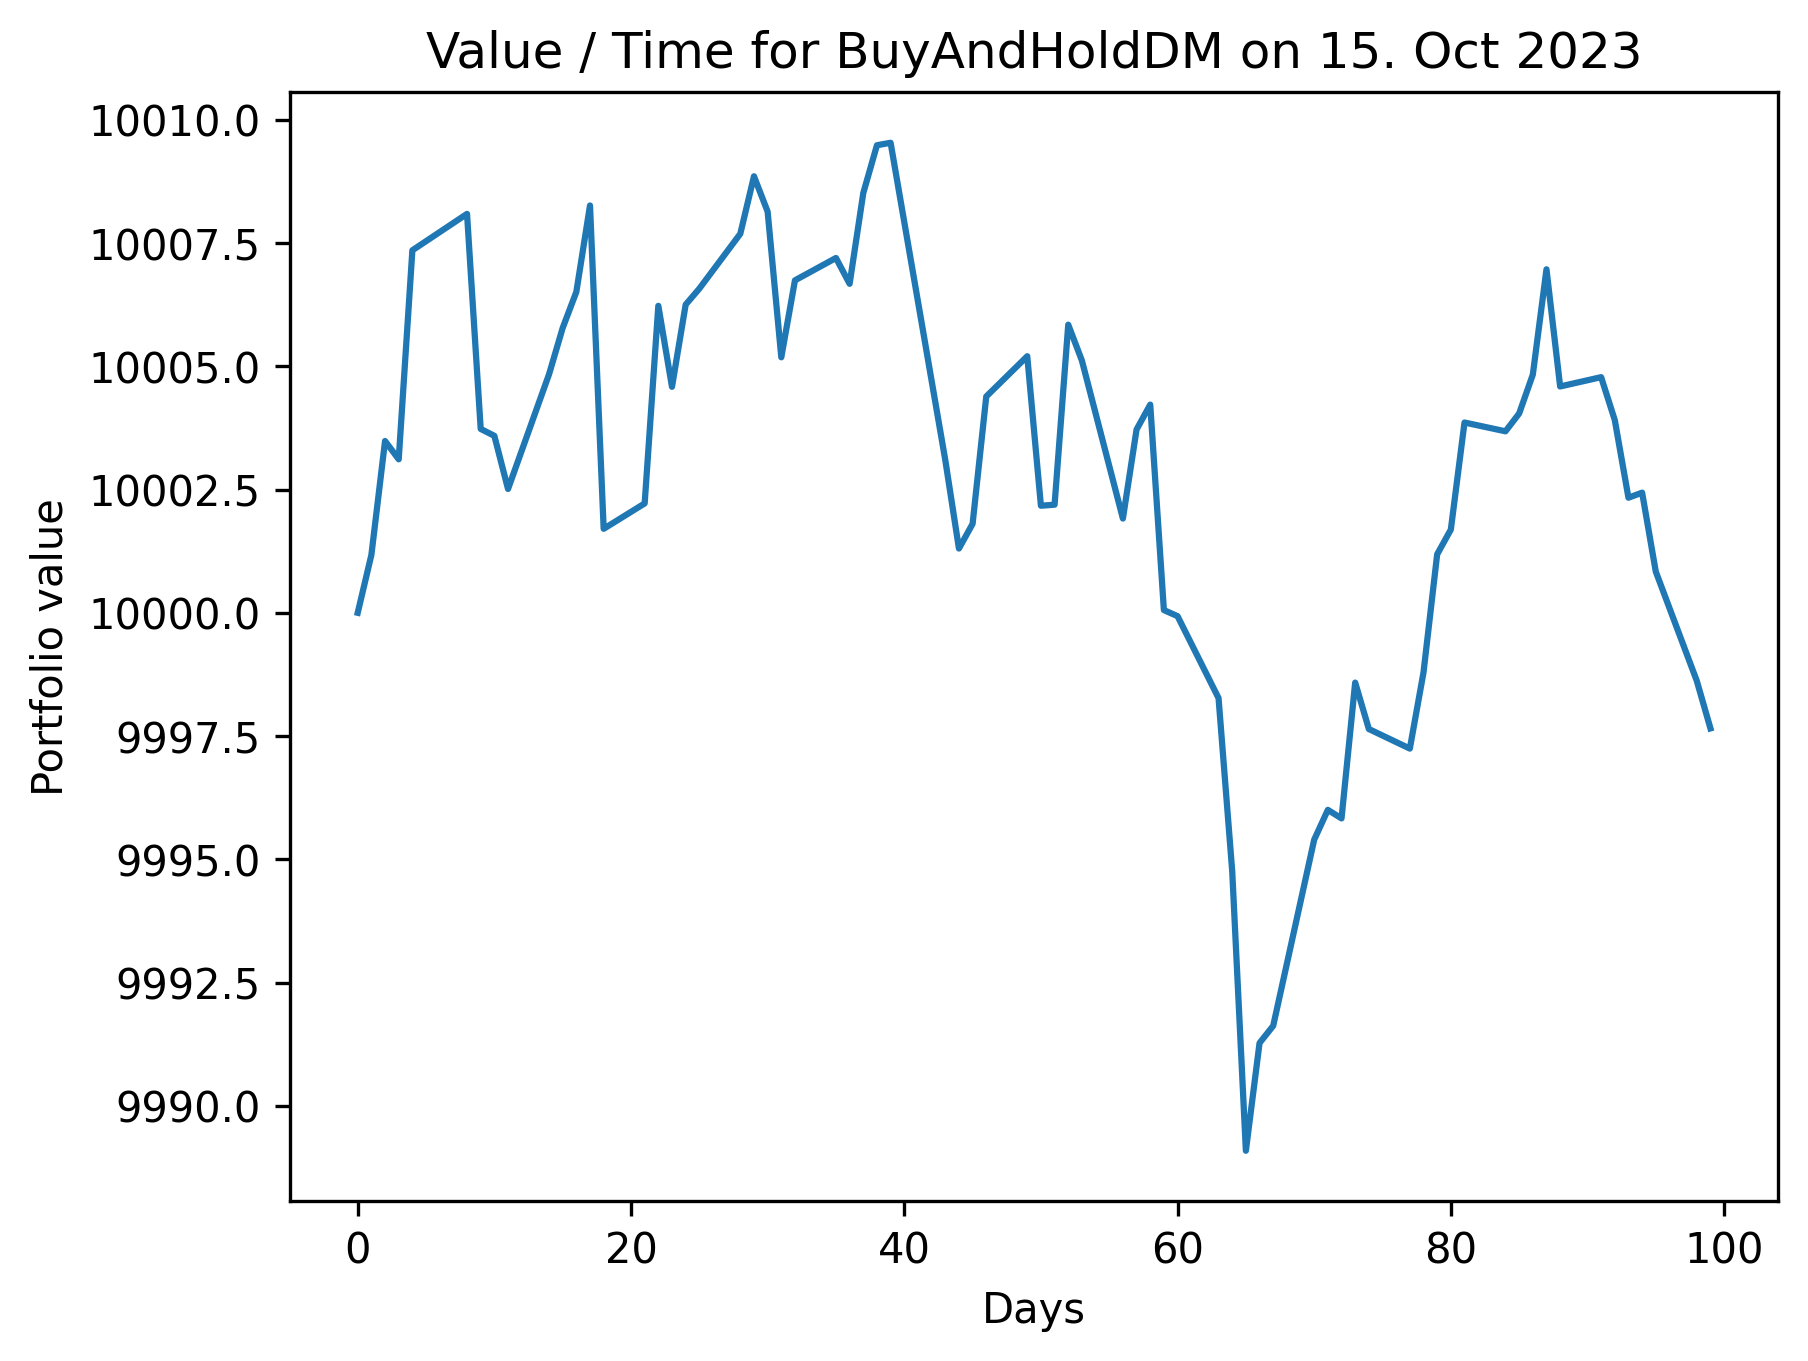 Value / Time for BuyAndHoldDM on 15. Oct 2023
Portfolio value
10010.0
10007.5
10005.0
10002.5
10000.0
9997.5
9995.0
9992.5
9990.0
0 20 40 60 80 100
Days